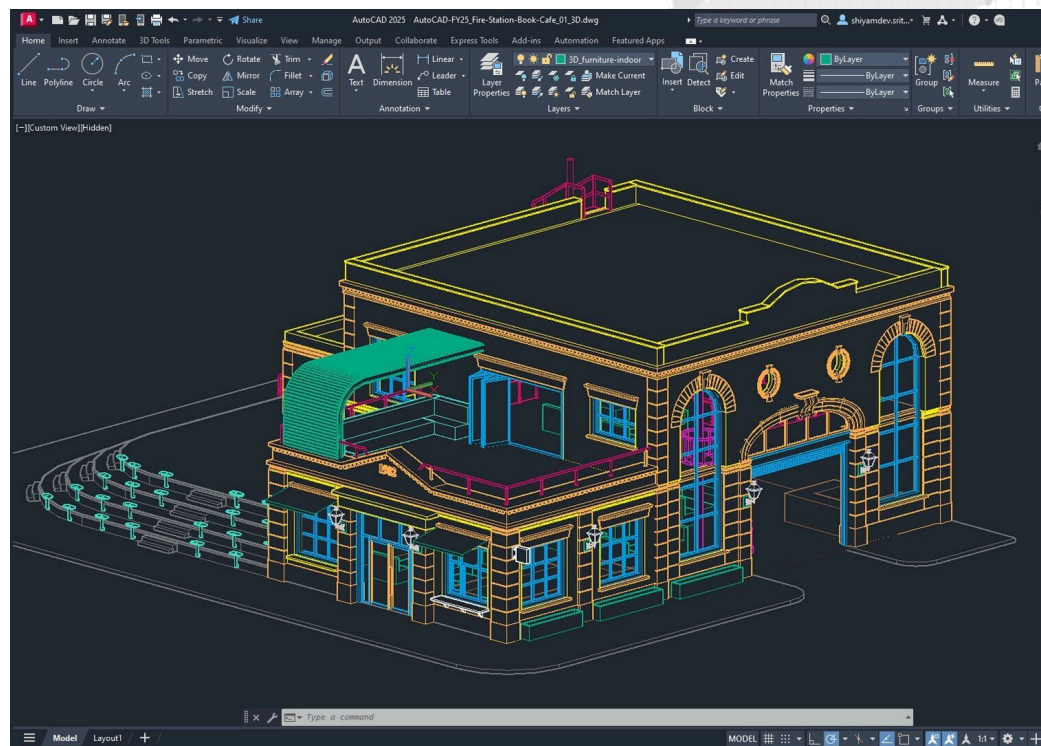 A Share AutoCAD 2025 AutoCAD-FY25_Fire-Station-Book-Cafe_01_3D.dwg Type a keyword or phrase shiyamdev.srit...
Home Insert Annotate 3D Tools Parametric Visualize View Manage Output Collaborate Express Tools Add-ins Automation Featured Apps
Line Polyline Circle Arc Move Rotate Trim Text Dimension Linear Layer Properties 3D_furniture-indoor Insert Detect Create Match Properties ByLayer Group Measure
Copy Mirror Fillet Leader Make Current Edit ByLayer
Stretch Scale Array Table Match Layer ByLayer
Draw Modify Annotation Layers Block Properties Groups Utilities
[−][Custom View][Hidden]
Type a command
Model Layout1 + MODEL 1:1